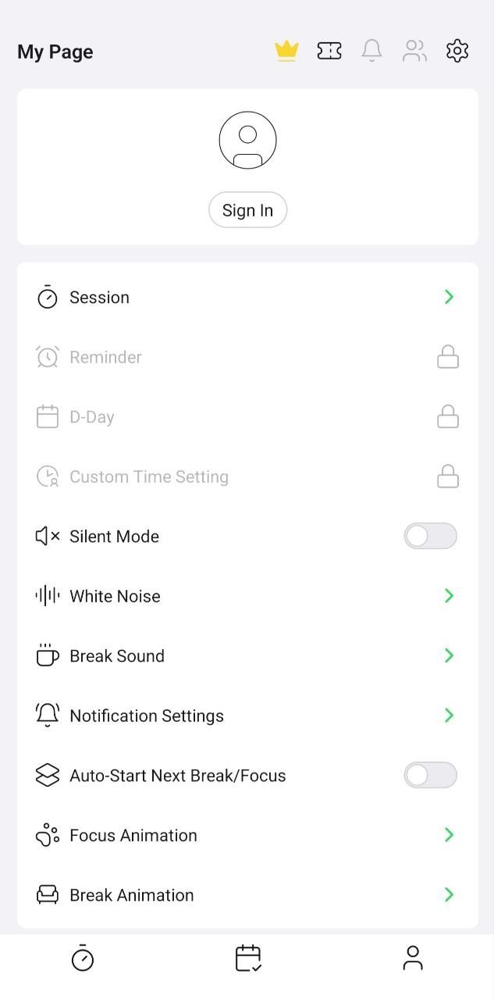 My Page
Sign In
Session
Reminder
D-Day
Custom Time Setting
Silent Mode
White Noise
Break Sound
Notification Settings
Auto-Start Next Break/Focus
Focus Animation
Break Animation